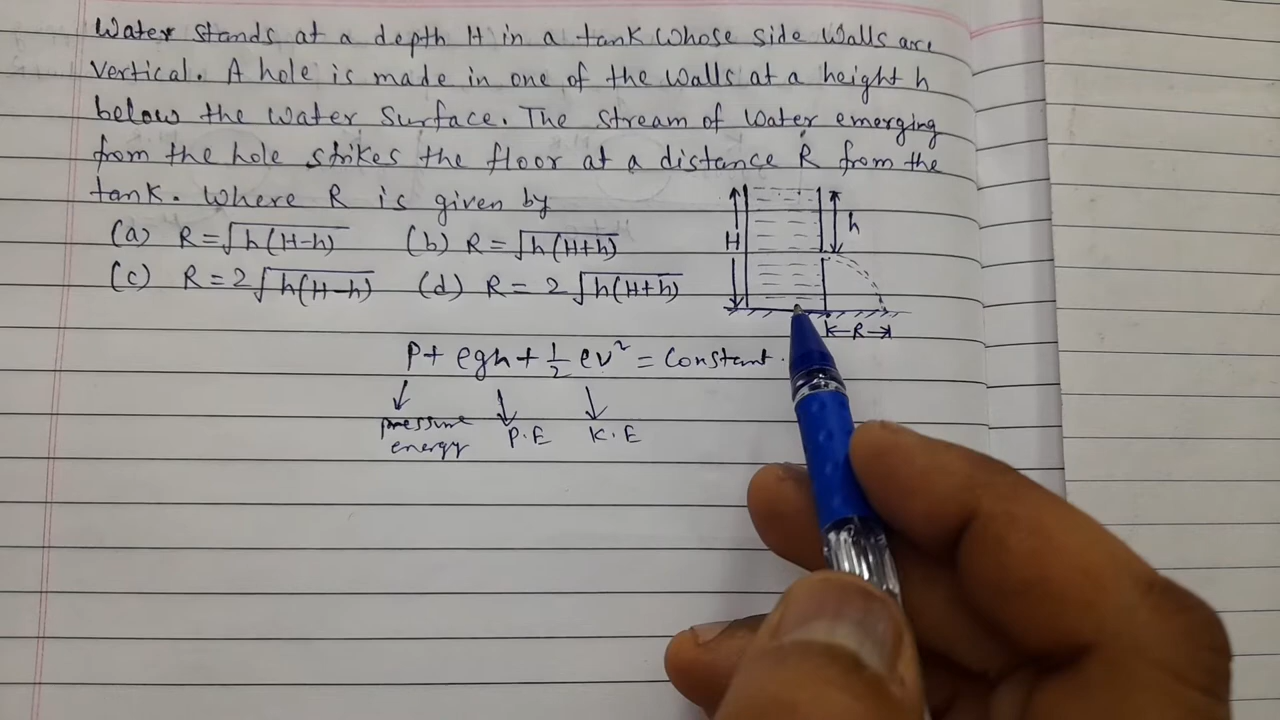 Water stands at a depth H in a tank whose side walls are
vertical. A hole is made in one of the walls at a height h
below the water surface. The stream of water emerging
from the hole strikes the floor at a distance R from the
tank. Where R is given by
(a) R=√h(H-h) (b) R=√h(H+h)
(c) R=2√h(H-h) (d) R=2√h(H+h)
H
h
R
P+ ρgh + 1/2 ρv² = Constant.
pressure energy
P.E
K.E